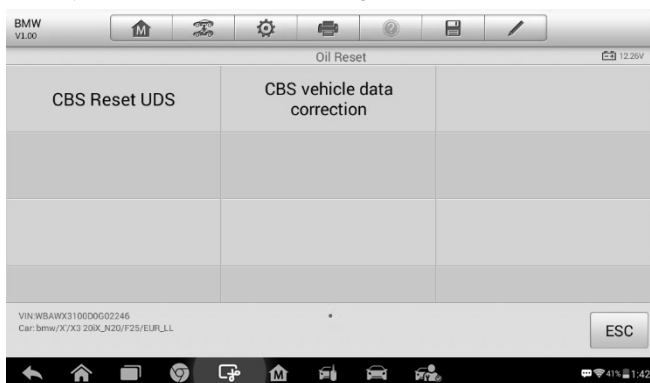 BMW
V1.00
M
Oil Reset
12.26V
CBS Reset UDS
CBS vehicle data
correction
VIN:WBAWX3100D0G02246
Car: bmw/X'/X3 20iX_N20/F25/EUR_LL
ESC
M
41% 1:42